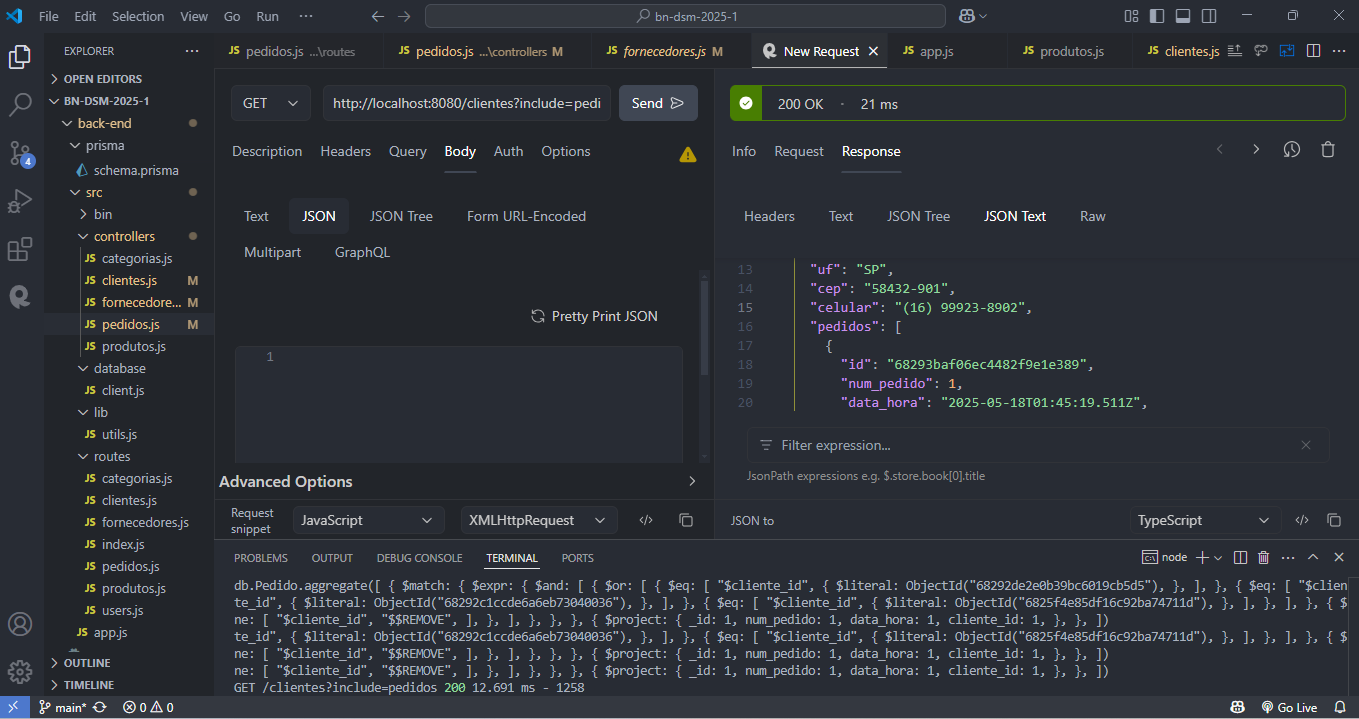 File Edit Selection View Go Run ··· bn-dsm-2025-1
EXPLORER ···
pedidos.js ...\routes
pedidos.js ...\controllers M
fornecedores.js M
New Request
app.js
produtos.js
clientes.js
OPEN EDITORS
BN-DSM-2025-1
back-end
prisma
schema.prisma
src
bin
controllers
categorias.js
clientes.js M
fornecedore... M
pedidos.js M
produtos.js
database
client.js
lib
utils.js
routes
categorias.js
clientes.js
fornecedores.js
index.js
pedidos.js
produtos.js
users.js
app.js
OUTLINE
TIMELINE
4
GET http://localhost:8080/clientes?include=pedi Send
Description Headers Query Body Auth Options
Text JSON JSON Tree Form URL-Encoded
Multipart GraphQL
Pretty Print JSON
1
Advanced Options
Request snippet JavaScript XMLHttpRequest </>
200 OK · 21 ms
Info Request Response
Headers Text JSON Tree JSON Text Raw
13 "uf": "SP",
14 "cep": "58432-901",
15 "celular": "(16) 99923-8902",
16 "pedidos": [
17 {
18 "id": "68293baf06ec4482f9e1e389",
19 "num_pedido": 1,
20 "data_hora": "2025-05-18T01:45:19.511Z",
Filter expression...
JsonPath expressions e.g. $.store.book[0].title
JSON to TypeScript </>
PROBLEMS OUTPUT DEBUG CONSOLE TERMINAL PORTS node
db.Pedido.aggregate([ { $match: { $expr: { $and: [ { $or: [ { $eq: [ "$cliente_id", { $literal: ObjectId("68292de2e0b39bc6019cb5d5"), }, ], }, { $eq: [ "$clien
te_id", { $literal: ObjectId("68292c1ccde6a6eb73040036"), }, ], }, { $eq: [ "$cliente_id", { $literal: ObjectId("6825f4e85df16c92ba74711d"), }, ], }, ], }, { $
ne: [ "$cliente_id", "$$REMOVE", ], }, ], }, }, }, { $project: { _id: 1, num_pedido: 1, data_hora: 1, cliente_id: 1, }, }, ])
te_id", { $literal: ObjectId("68292c1ccde6a6eb73040036"), }, ], }, { $eq: [ "$cliente_id", { $literal: ObjectId("6825f4e85df16c92ba74711d"), }, ], }, ], }, { $
ne: [ "$cliente_id", "$$REMOVE", ], }, ], }, }, }, { $project: { _id: 1, num_pedido: 1, data_hora: 1, cliente_id: 1, }, }, ])
ne: [ "$cliente_id", "$$REMOVE", ], }, ], }, }, }, { $project: { _id: 1, num_pedido: 1, data_hora: 1, cliente_id: 1, }, }, ])
GET /clientes?include=pedidos 200 12.691 ms - 1258
main* 0 0 Go Live